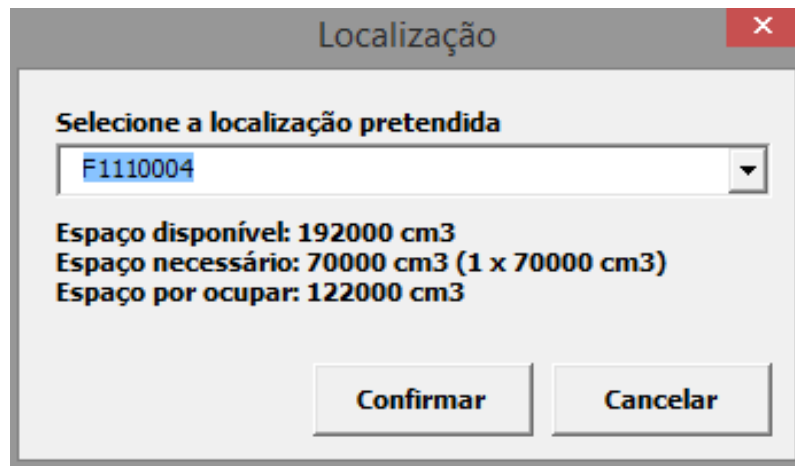 Localização
Selecione a localização pretendida
F1110004
Espaço disponível: 192000 cm3
Espaço necessário: 70000 cm3 (1 x 70000 cm3)
Espaço por ocupar: 122000 cm3
Confirmar Cancelar